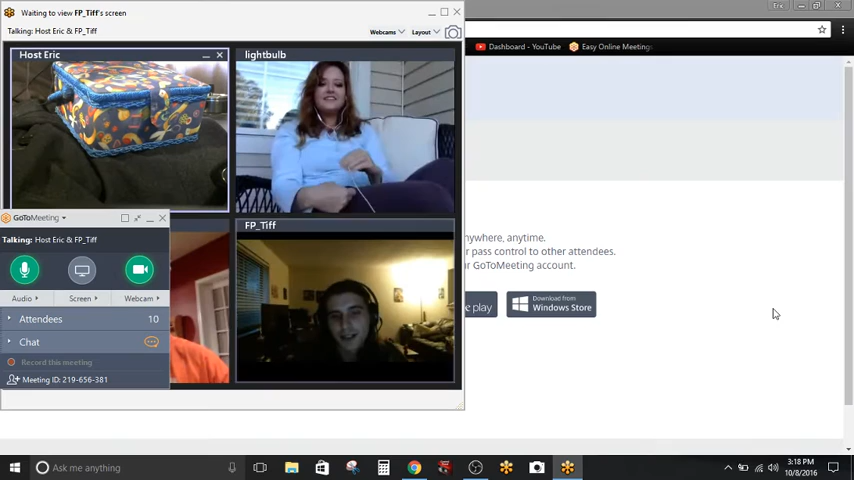 Waiting to view FP_Tiff's screen
Eric
Talking: Host Eric & FP_Tiff
Webcams
Layout
Dashboard - YouTube
Easy Online Meetings
Host Eric
lightbulb
GoToMeeting
Talking: Host Eric & FP_Tiff
FP_Tiff
Audio
Screen
Webcam
Attendees 10
Chat
Record this meeting
Meeting ID: 219-656-381
nywhere, anytime.
r pass control to other attendees.
ur GoToMeeting account.
e play
Download from
Windows Store
Ask me anything
3:18 PM
10/8/2016